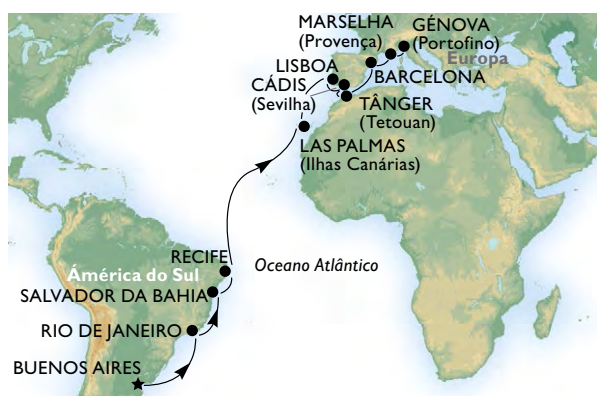 MARSELHA
(Provença)
GÉNOVA
(Portofino)
Europa
LISBOA
BARCELONA
CÁDIS
(Sevilha)
TÂNGER
(Tetouan)
LAS PALMAS
(Ilhas Canárias)
RECIFE
Oceano Atlântico
América do Sul
SALVADOR DA BAHIA
RIO DE JANEIRO
BUENOS AIRES